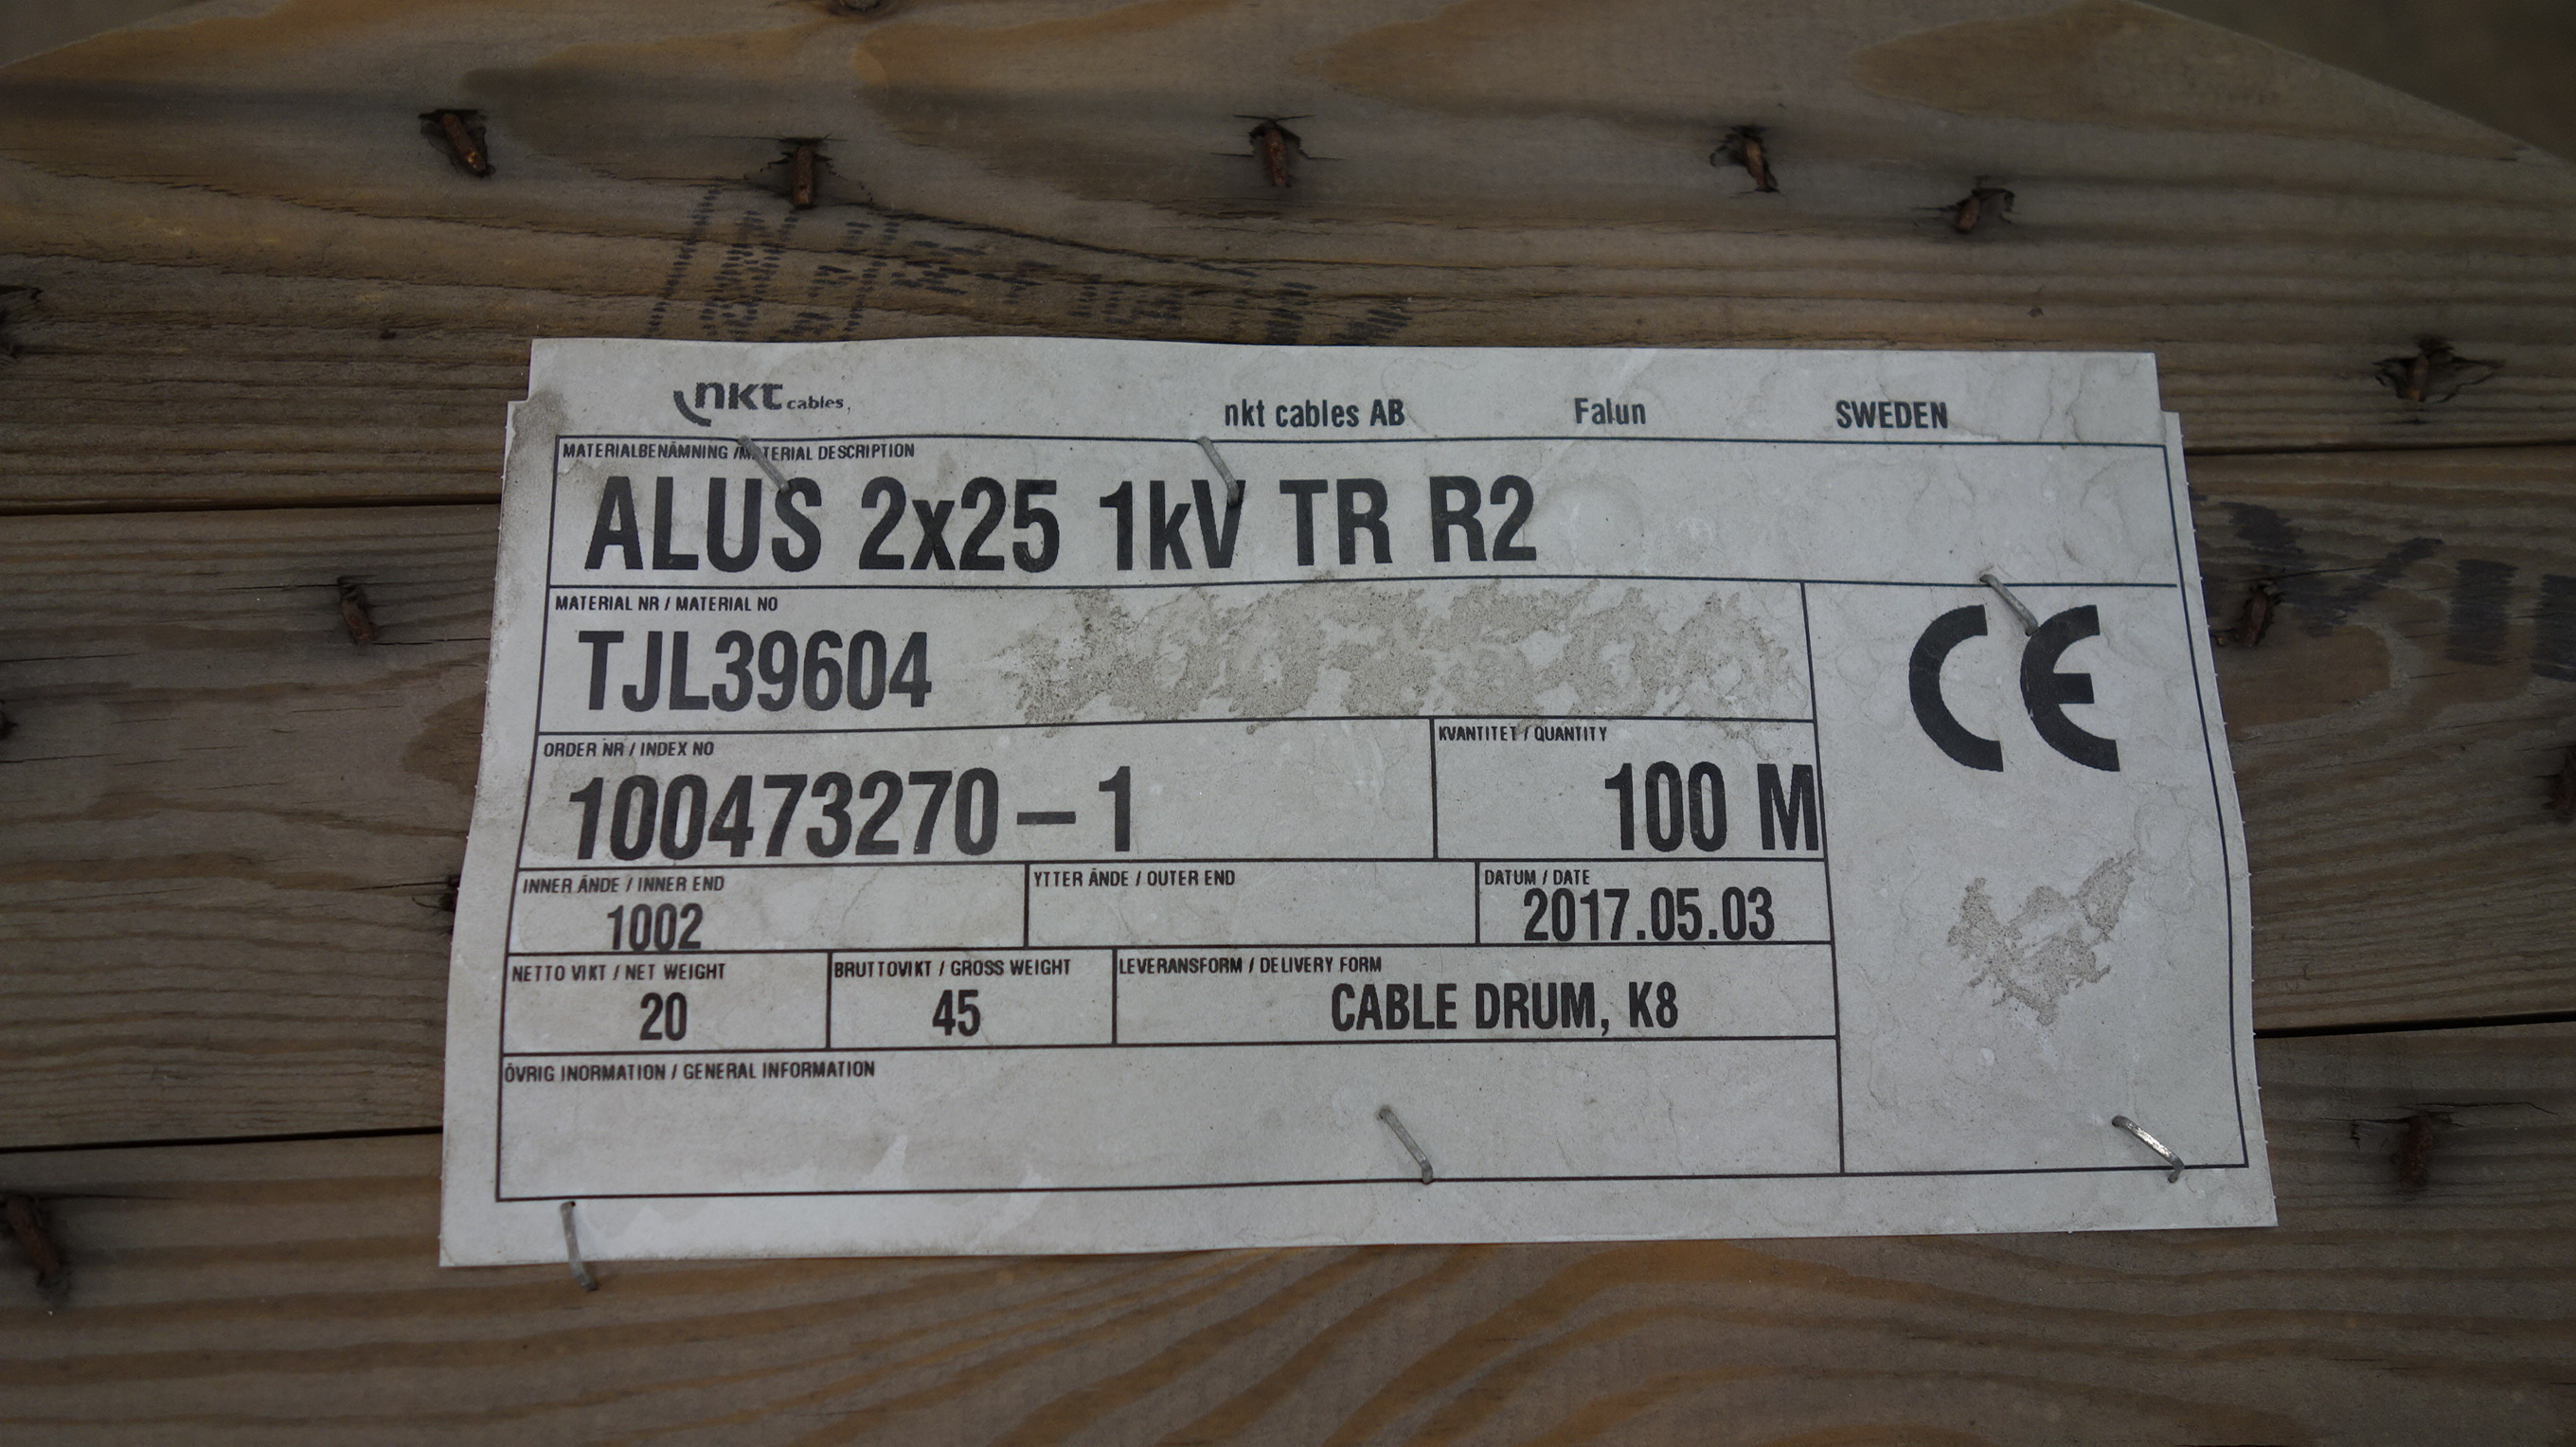 nkt cables nkt cables AB Falun SWEDEN
MATERIALBENÄMNING /MATERIAL DESCRIPTION
ALUS 2x25 1kV TR R2
MATERIAL NR / MATERIAL NO
TJL39604
CE
ORDER NR / INDEX NO KVANTITET / QUANTITY
100473270 – 1 100 M
INNER ÄNDE / INNER END YTTER ÄNDE / OUTER END DATUM / DATE
1002 2017.05.03
NETTO VIKT / NET WEIGHT BRUTTOVIKT / GROSS WEIGHT LEVERANSFORM / DELIVERY FORM
20 45 CABLE DRUM, K8
ÖVRIG INORMATION / GENERAL INFORMATION